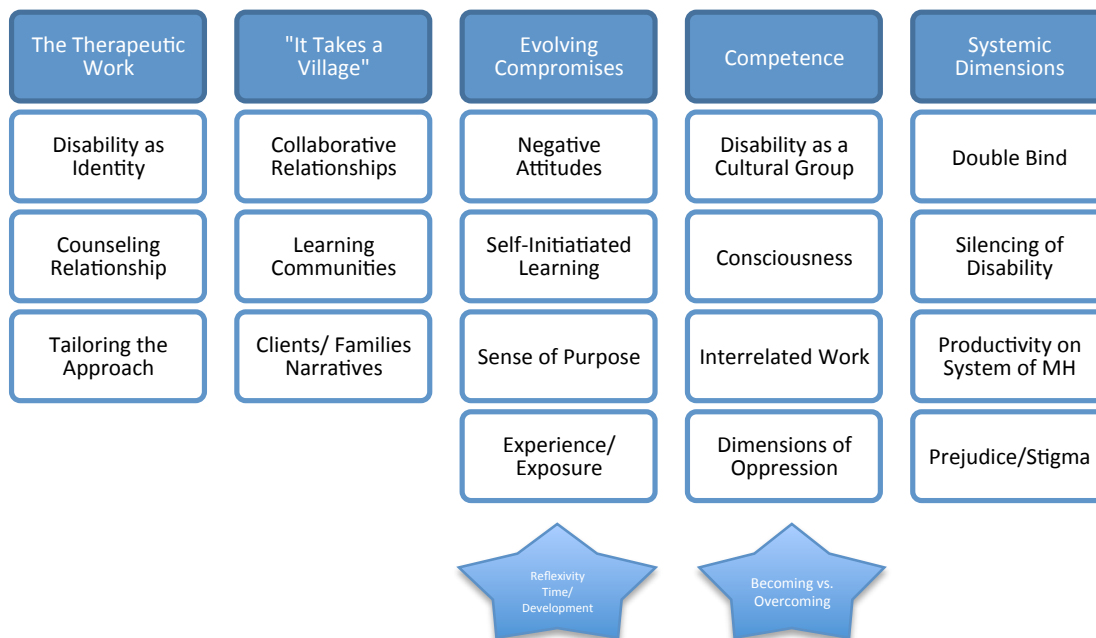 The Therapeutic
Work
Disability as
Identity
Counseling
Relationship
Tailoring the
Approach
"It Takes a
Village"
Collaborative
Relationships
Learning
Communities
Clients/ Families
Narratives
Evolving
Compromises
Negative
Attitudes
Self-Initiatiated
Learning
Sense of Purpose
Experience/
Exposure
Reflexivity
Time/
Development
Competence
Disability as a
Cultural Group
Consciousness
Interrelated Work
Dimensions of
Oppression
Becoming vs.
Overcoming
Systemic
Dimensions
Double Bind
Silencing of
Disability
Productivity on
System of MH
Prejudice/Stigma